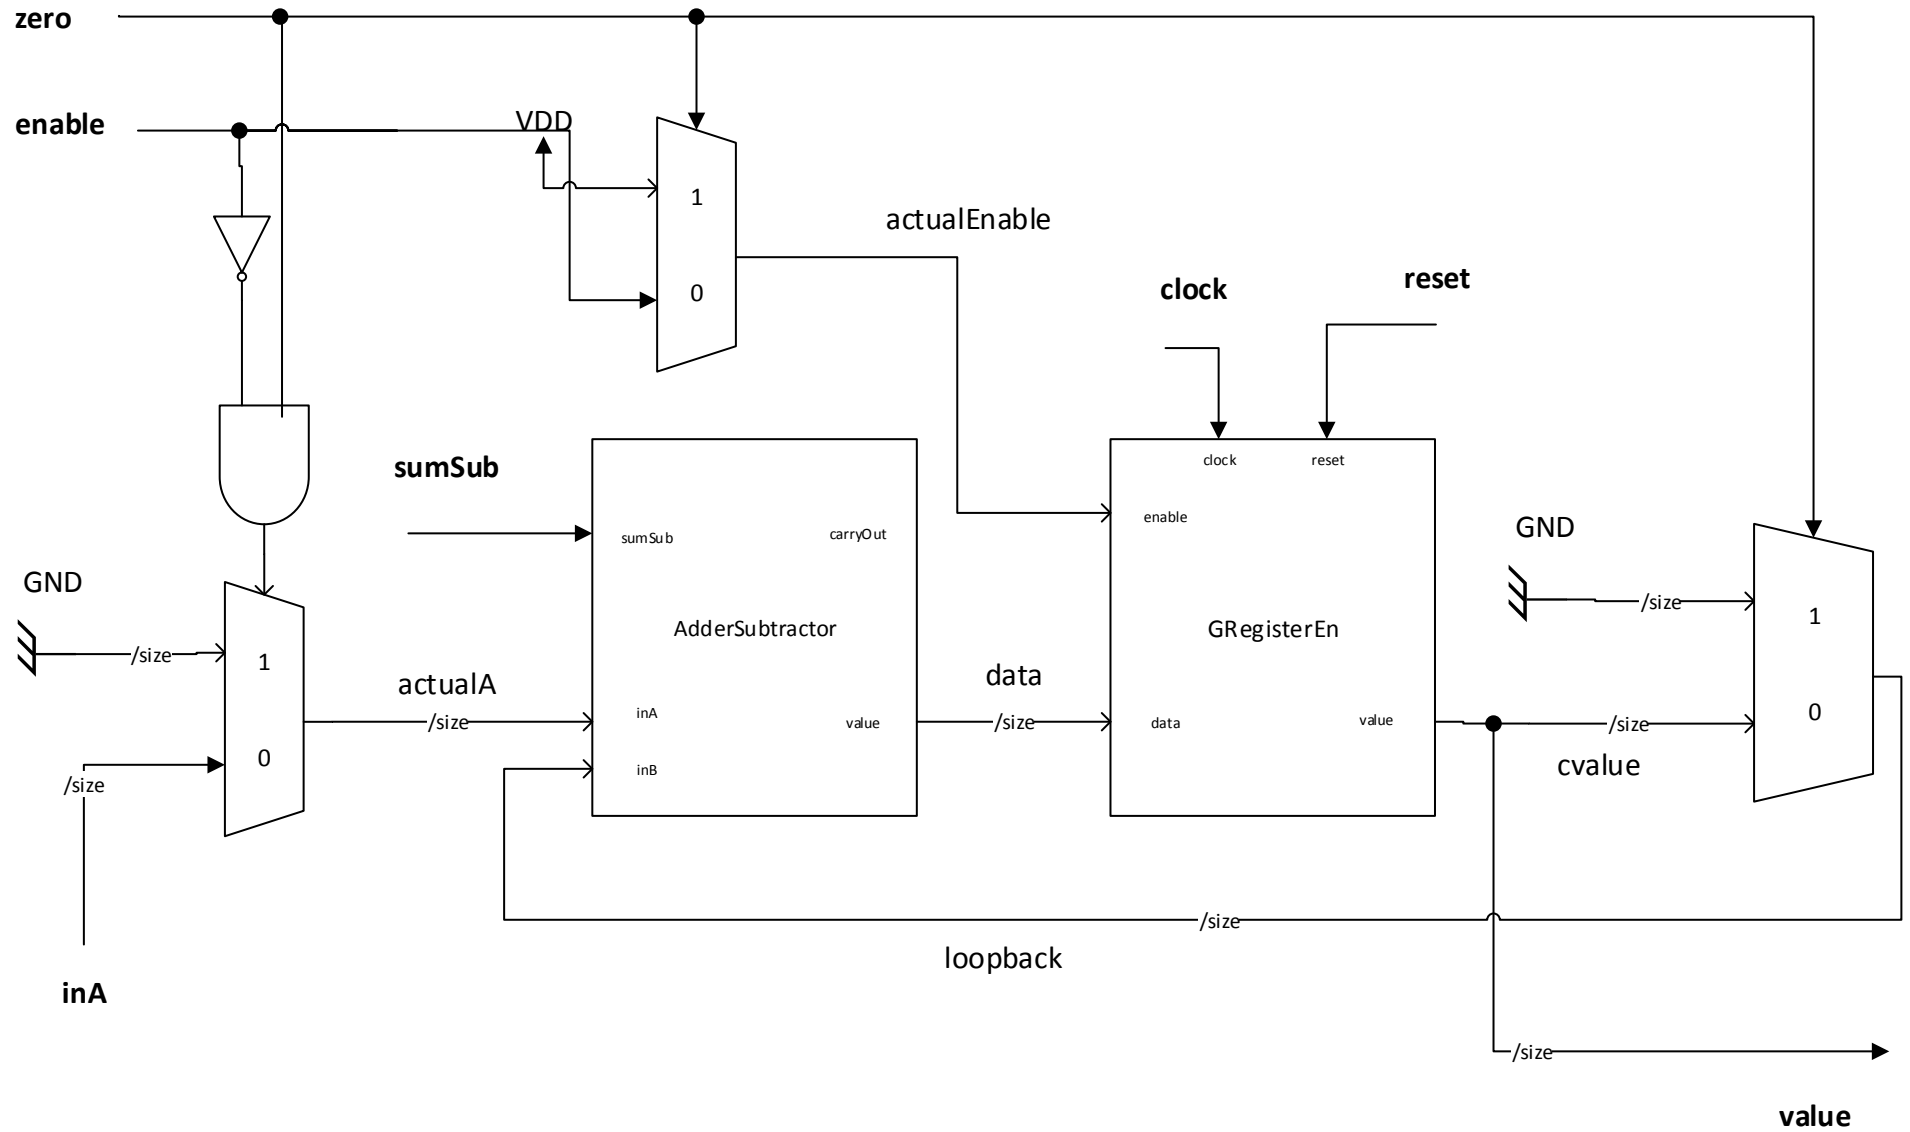 zero
enable
VDD
1
0
actualEnable
clock
reset
sumSub
clock
reset
enable
sumSub
carryOut
GND
GND
/size
1
0
/size
1
0
AdderSubtractor
GRegisterEn
actualA
/size
data
/size
inA
inB
value
data
value
/size
cvalue
/size
/size
loopback
inA
/size
value